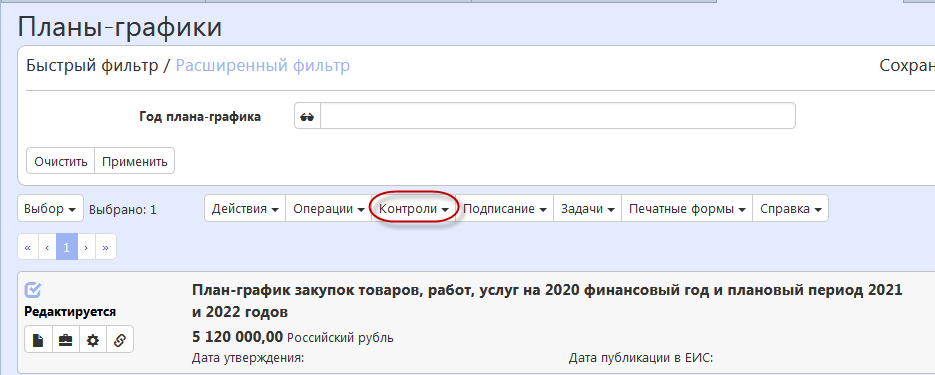 Планы-графики
Быстрый фильтр / Расширенный фильтр Сохран
Год плана-графика
Очистить Применить
Выбор Выбрано: 1 Действия Операции Контроли Подписание Задачи Печатные формы Справка
« ‹ 1 › »
План-график закупок товаров, работ, услуг на 2020 финансовый год и плановый период 2021
Редактируется
и 2022 годов
5 120 000,00 Российский рубль
Дата утверждения: Дата публикации в ЕИС: